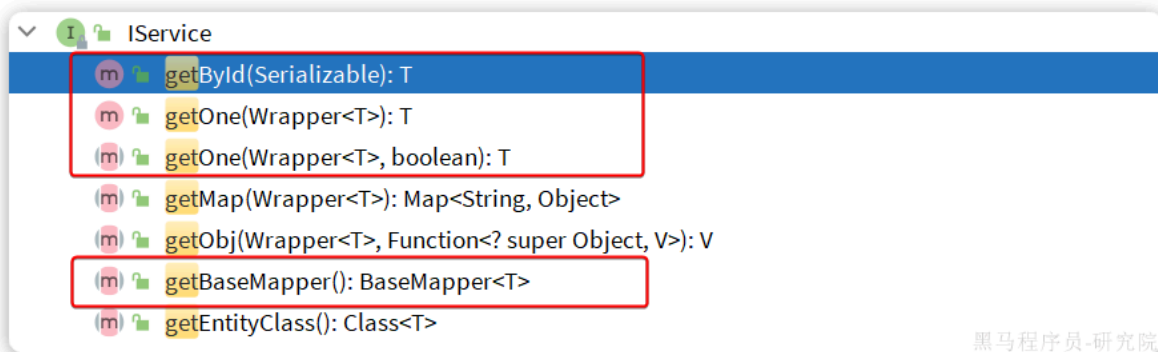 IService
getById(Serializable): T
getOne(Wrapper<T>): T
getOne(Wrapper<T>, boolean): T
getMap(Wrapper<T>): Map<String, Object>
getObj(Wrapper<T>, Function<? super Object, V>): V
getBaseMapper(): BaseMapper<T>
getEntityClass(): Class<T>
黑马程序员-研究院